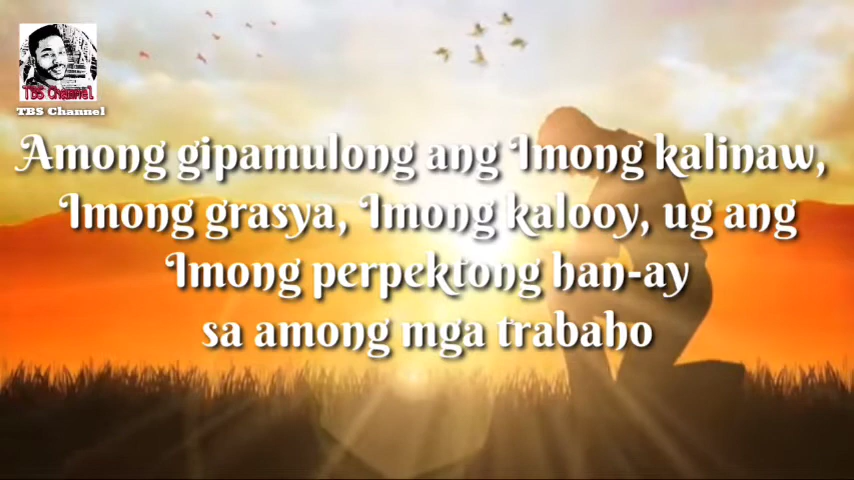 TBS Channel
TBS Channel
Among gipamulong ang Imong kalinaw,
Imong grasya, Imong kalooy, ug ang
Imong perpektong han-ay
sa among mga trabaho